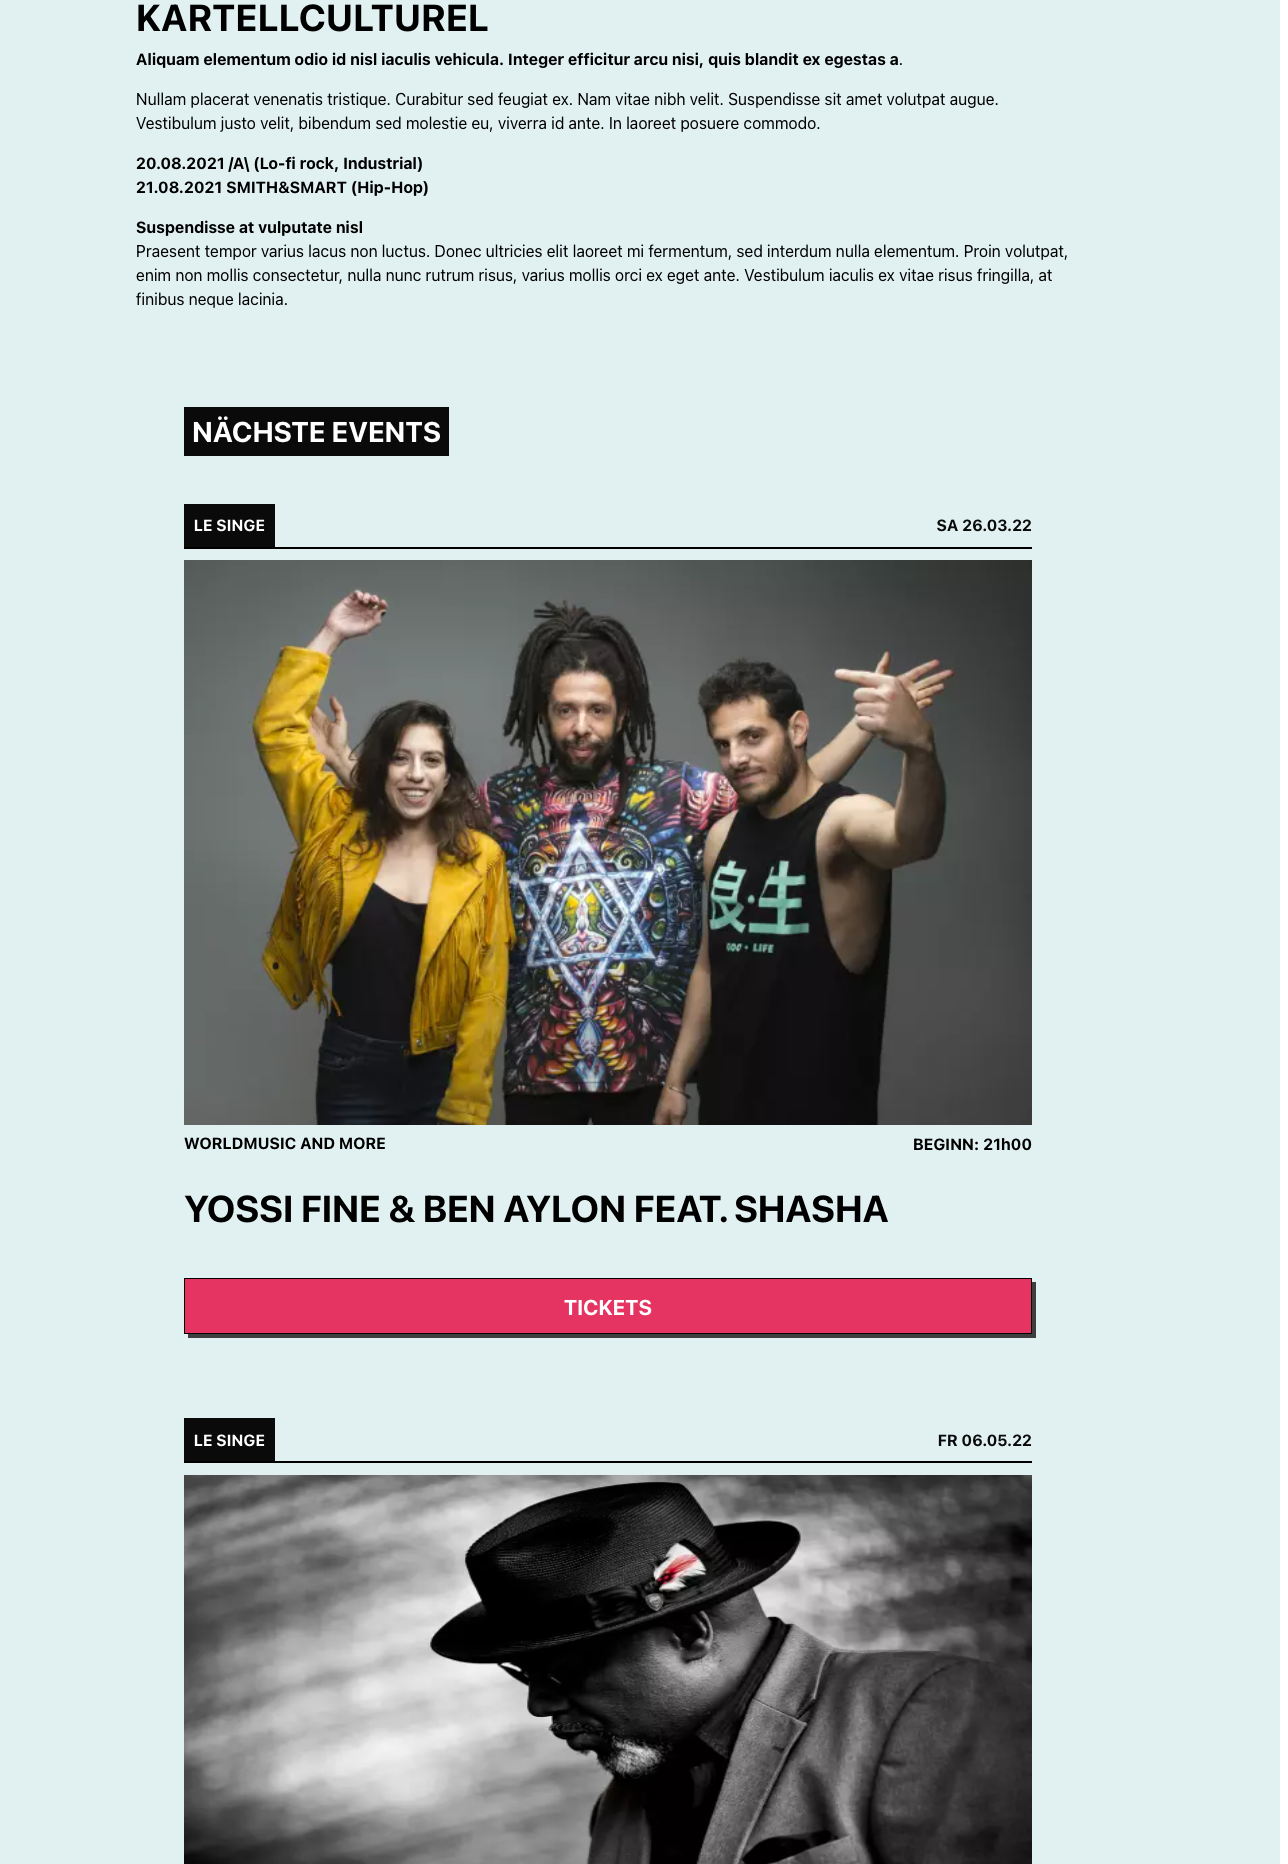 KARTELLCULTUREL
Aliquam elementum odio id nisl iaculis vehicula. Integer efficitur arcu nisi, quis blandit ex egestas a.
Nullam placerat venenatis tristique. Curabitur sed feugiat ex. Nam vitae nibh velit. Suspendisse sit amet volutpat augue.
Vestibulum justo velit, bibendum sed molestie eu, viverra id ante. In laoreet posuere commodo.
20.08.2021 /A\ (Lo-fi rock, Industrial)
21.08.2021 SMITH&SMART (Hip-Hop)
Suspendisse at vulputate nisl
Praesent tempor varius lacus non luctus. Donec ultricies elit laoreet mi fermentum, sed interdum nulla elementum. Proin volutpat,
enim non mollis consectetur, nulla nunc rutrum risus, varius mollis orci ex eget ante. Vestibulum iaculis ex vitae risus fringilla, at
finibus neque lacinia.
NÄCHSTE EVENTS
LE SINGE
SA 26.03.22
生
LIFE
WORLDMUSIC AND MORE
BEGINN: 21h00
YOSSI FINE & BEN AYLON FEAT. SHASHA
TICKETS
LE SINGE
FR 06.05.22